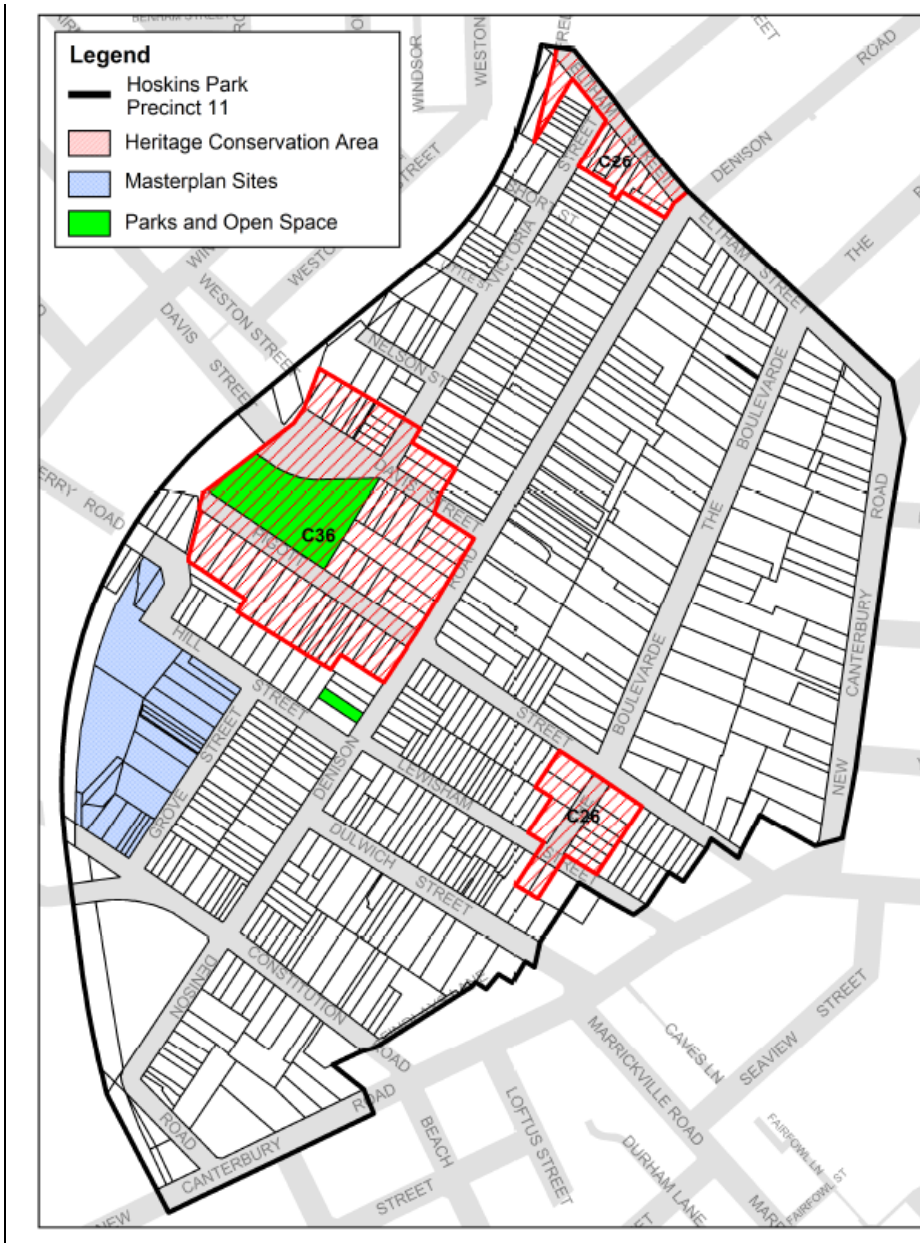 Legend
Hoskins Park
Precinct 11
Heritage Conservation Area
Masterplan Sites
Parks and Open Space
WINDSOR
WESTON
STREET
ROAD
DENISON
C26
STREET
SHORT ST
VICTORIA
ELTHAM STREET
THE
WESTON STREET
DAVIS STREET
NELSON ST
BOULEVARDE
THE
DAVIS STREET
ROAD
C36
ROAD
CANTERBURY
NEW
HILL STREET
BOULEVARDE
STREET
DENISON
GROVE STREET
LEWISHAM STREET
C26
DULWICH STREET
DENISON
ROAD
CONSTITUTION ROAD
NEW CANTERBURY ROAD
BEACH
STREET
LOFTUS STREET
MARRICKVILLE ROAD
CAVES LN
SEAVIEW STREET
DURHAM LANE
FAIRFOWL LN
FAIRFOWL ST